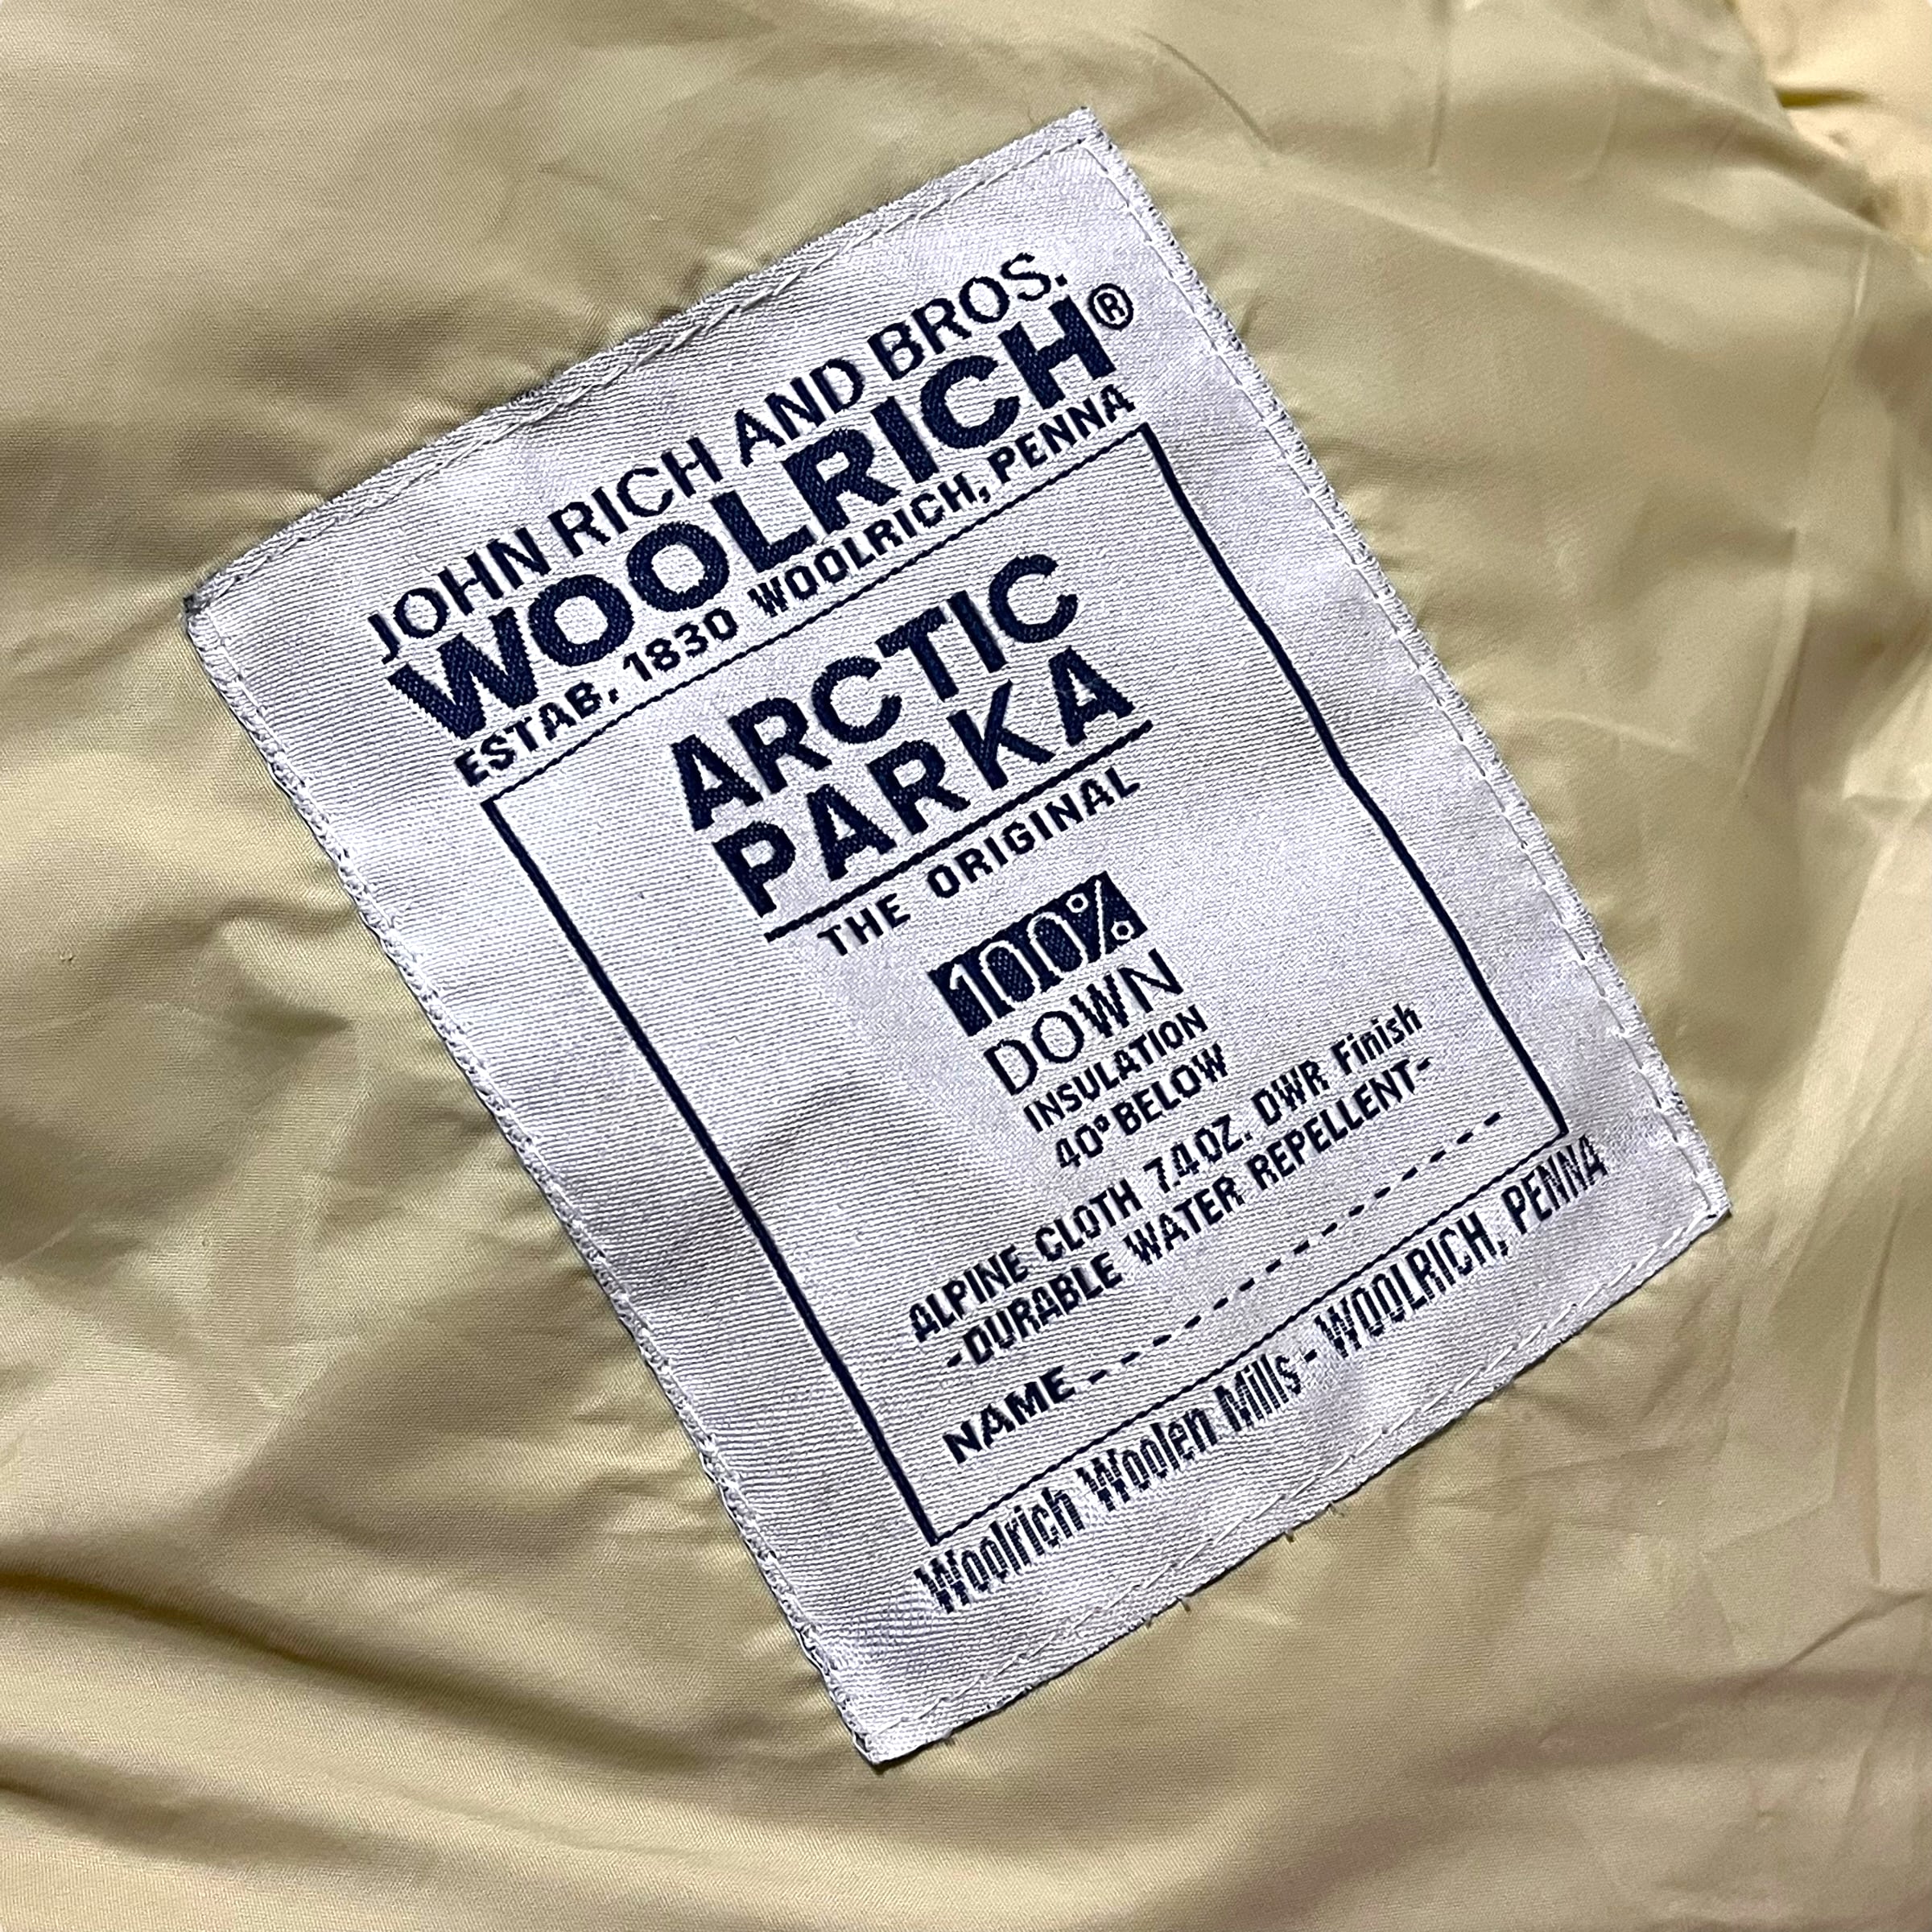 JOHN RICH AND BROS.
WOOLRICH®
ESTAB. 1830 WOOLRICH, PENNA
ARCTIC
PARKA
THE ORIGINAL
100%
DOWN
INSULATION
40° BELOW
ALPINE CLOTH 7.4 OZ. DWR Finish
-DURABLE WATER REPELLENT-
NAME - - - - - - - - - - - - - - -
Woolrich Woolen Mills - WOOLRICH, PENNA